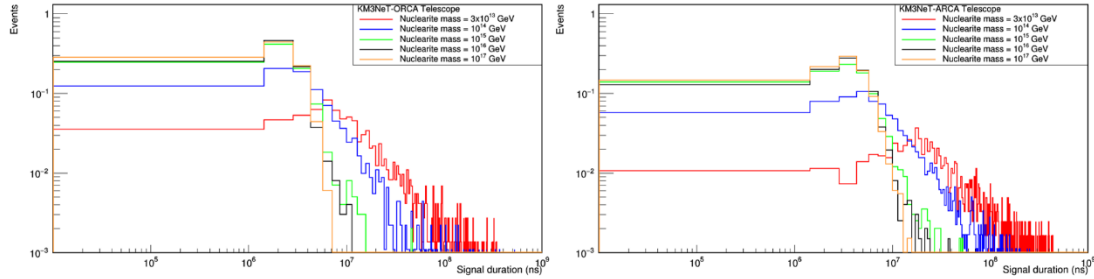 Events
1
10⁻¹
10⁻²
10⁻³
KM3NeT-ORCA Telescope
Nuclearite mass = 3x10¹³ GeV
Nuclearite mass = 10¹⁴ GeV
Nuclearite mass = 10¹⁵ GeV
Nuclearite mass = 10¹⁶ GeV
Nuclearite mass = 10¹⁷ GeV
10⁵
10⁶
10⁷
10⁸
10⁹
Signal duration (ns)
Events
1
10⁻¹
10⁻²
10⁻³
KM3NeT-ARCA Telescope
Nuclearite mass = 3x10¹³ GeV
Nuclearite mass = 10¹⁴ GeV
Nuclearite mass = 10¹⁵ GeV
Nuclearite mass = 10¹⁶ GeV
Nuclearite mass = 10¹⁷ GeV
10⁵
10⁶
10⁷
10⁸
10⁹
Signal duration (ns)